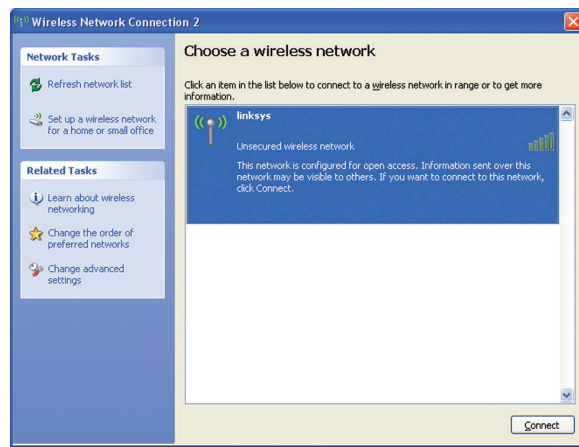 Wireless Network Connection 2
Network Tasks
Refresh network list
Set up a wireless network
for a home or small office
Related Tasks
Learn about wireless
networking
Change the order of
preferred networks
Change advanced
settings
Choose a wireless network
Click an item in the list below to connect to a wireless network in range or to get more
information.
linksys
Unsecured wireless network
This network is configured for open access. Information sent over this
network may be visible to others. If you want to connect to this network,
click Connect.
Connect